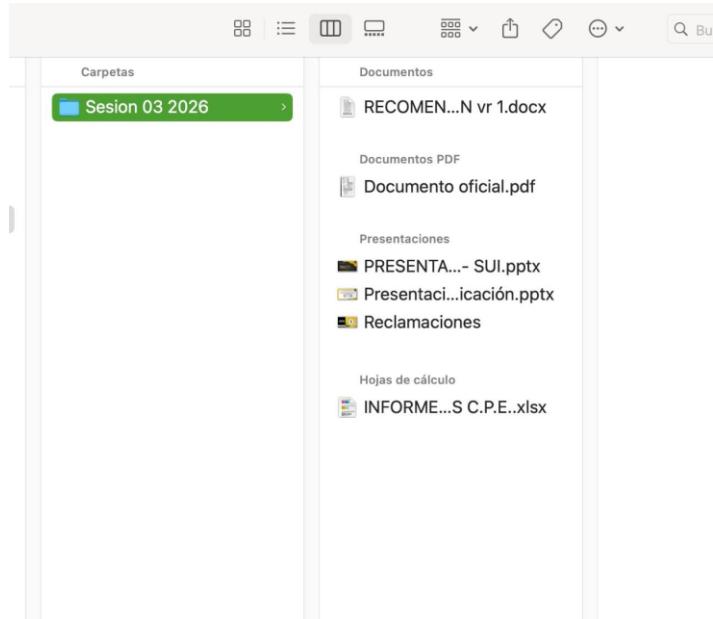 Bu
Carpetas
Sesion 03 2026
Documentos
RECOMEN...N vr 1.docx
Documentos PDF
Documento oficial.pdf
Presentaciones
PRESENTA...- SUI.pptx
Presentaci...icación.pptx
Reclamaciones
Hojas de cálculo
INFORME...S C.P.E..xlsx